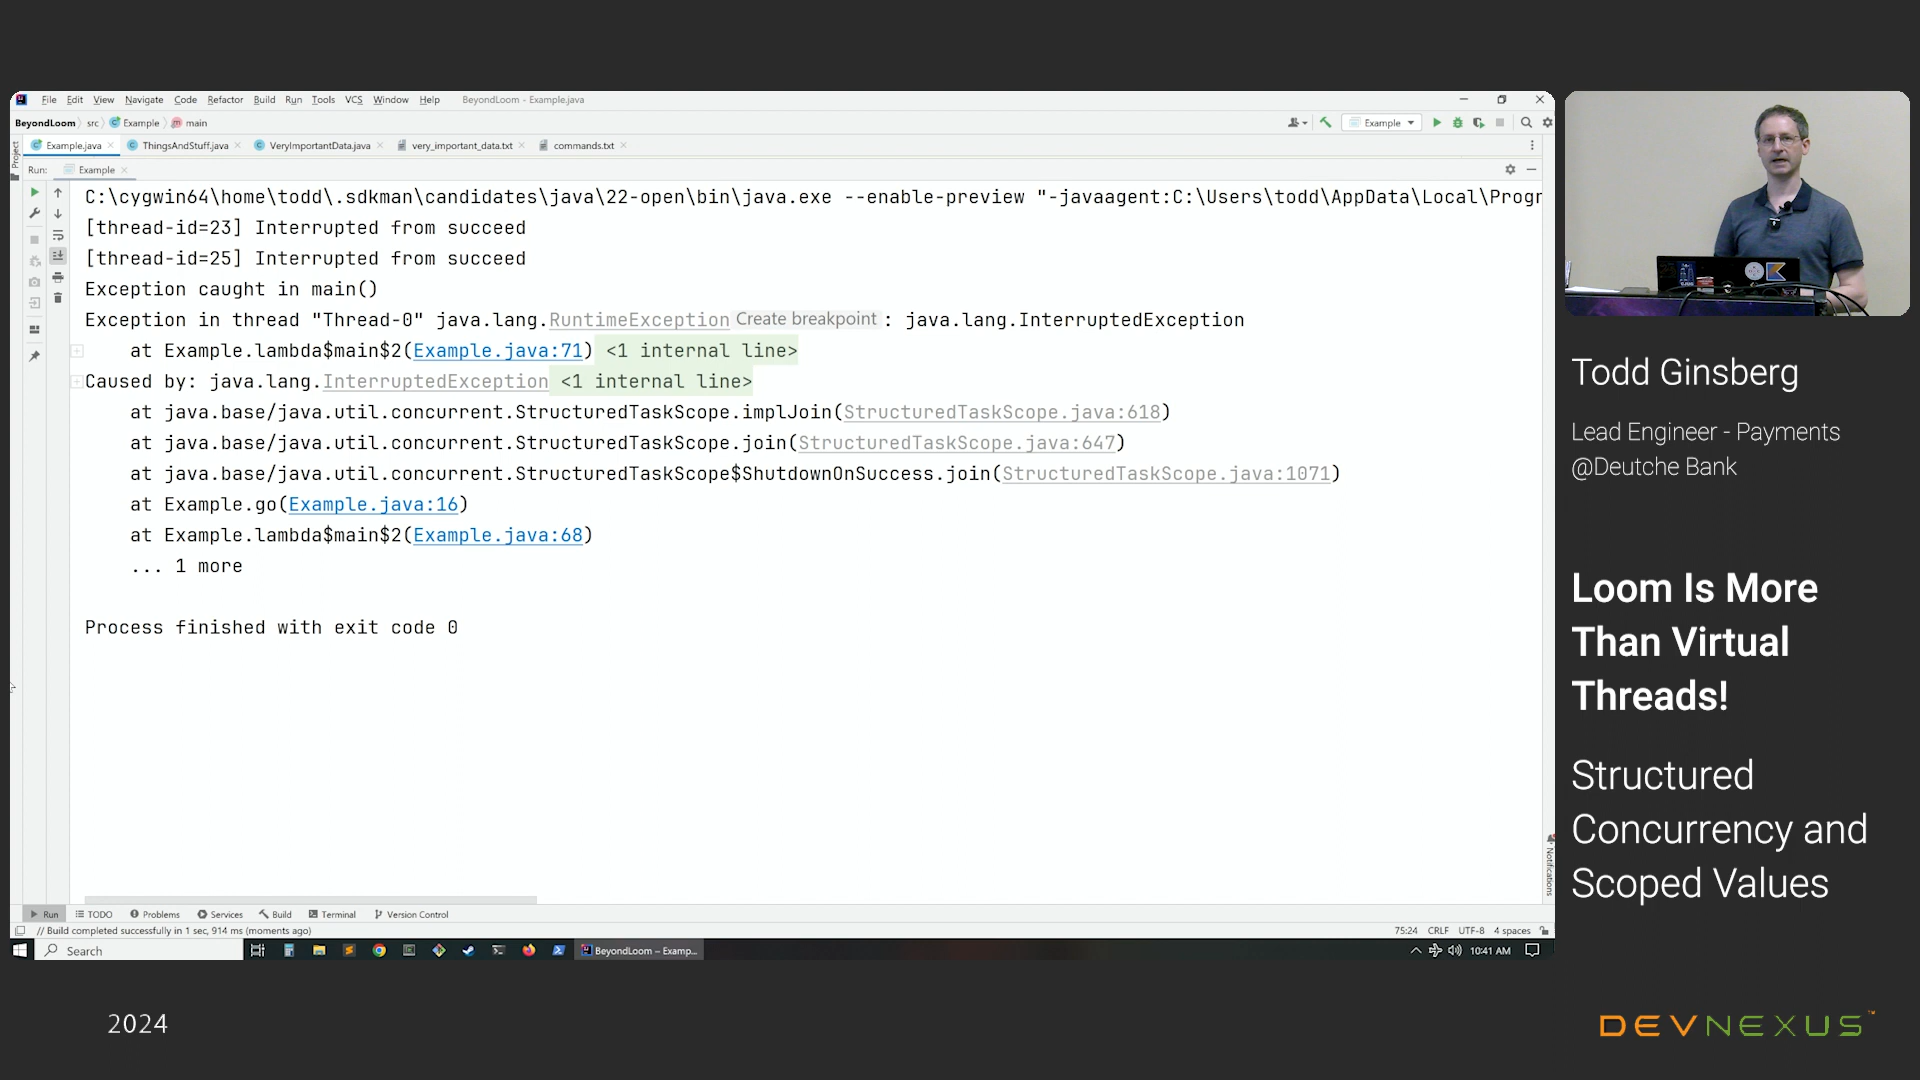 File Edit View Navigate Code Refactor Build Run Tools VCS Window Help BeyondLoom - Example.java
BeyondLoom src Example main
Example
Project
Example.java ThingsAndStuff.java VeryImportantData.java very_important_data.txt commands.txt
Run: Example
C:\cygwin64\home\todd\.sdkman\candidates\java\22-open\bin\java.exe --enable-preview "-javaagent:C:\Users\todd\AppData\Local\Progr
[thread-id=23] Interrupted from succeed
[thread-id=25] Interrupted from succeed
Exception caught in main()
Exception in thread "Thread-0" java.lang.RuntimeException Create breakpoint : java.lang.InterruptedException
at Example.lambda$main$2(Example.java:71) <1 internal line>
Caused by: java.lang.InterruptedException <1 internal line>
at java.base/java.util.concurrent.StructuredTaskScope.implJoin(StructuredTaskScope.java:618)
at java.base/java.util.concurrent.StructuredTaskScope.join(StructuredTaskScope.java:647)
at java.base/java.util.concurrent.StructuredTaskScope$ShutdownOnSuccess.join(StructuredTaskScope.java:1071)
at Example.go(Example.java:16)
at Example.lambda$main$2(Example.java:68)
... 1 more
Process finished with exit code 0
Notifications
Run TODO Problems Services Build Terminal Version Control
// Build completed successfully in 1 sec, 914 ms (moments ago)
75:24 CRLF UTF-8 4 spaces
Search
BeyondLoom – Examp...
10:41 AM
Todd Ginsberg
Lead Engineer - Payments
@Deutche Bank
Loom Is More
Than Virtual
Threads!
Structured
Concurrency and
Scoped Values
2024
DEVNEXUS™